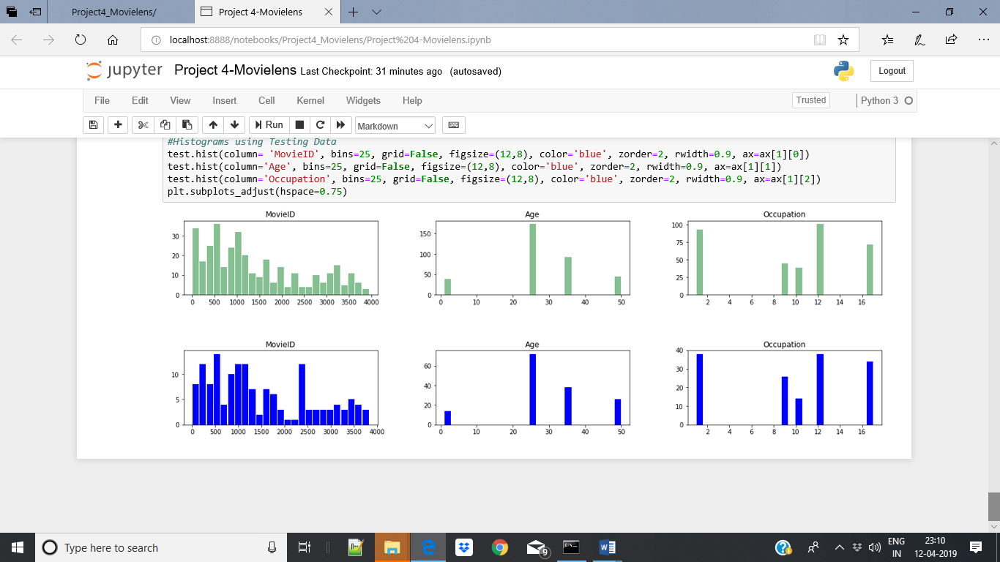 Project4_Movielens/
Project 4-Movielens
localhost:8888/notebooks/Project4_Movielens/Project%204-Movielens.ipynb
jupyter Project 4-Movielens Last Checkpoint: 31 minutes ago (autosaved)
Logout
File Edit View Insert Cell Kernel Widgets Help
Trusted
Python 3
Run
Markdown
#Histograms using Testing Data
test.hist(column= 'MovieID', bins=25, grid=False, figsize=(12,8), color='blue', zorder=2, rwidth=0.9, ax=ax[1][0])
test.hist(column='Age', bins=25, grid=False, figsize=(12,8), color='blue', zorder=2, rwidth=0.9, ax=ax[1][1])
test.hist(column='Occupation', bins=25, grid=False, figsize=(12,8), color='blue', zorder=2, rwidth=0.9, ax=ax[1][2])
plt.subplots_adjust(hspace=0.75)
MovieID
30
20
10
0
0 500 1000 1500 2000 2500 3000 3500 4000
Age
150
100
50
0
0 10 20 30 40 50
Occupation
100
75
50
25
0
2 4 6 8 10 12 14 16
MovieID
10
5
0
0 500 1000 1500 2000 2500 3000 3500 4000
Age
60
40
20
0
0 10 20 30 40 50
Occupation
40
30
20
10
0
2 4 6 8 10 12 14 16
Type here to search
9
ENG
IN
23:10
12-04-2019